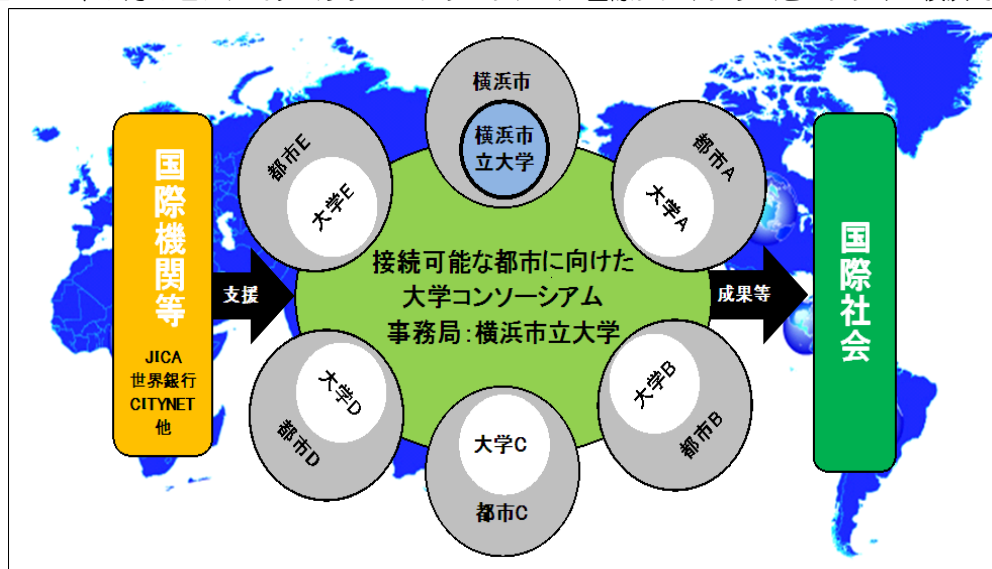 国際機関等
JICA
世界銀行
CITYNET
他
支援
横浜市
横浜市
立大学
都市E
大学E
都市A
大学A
接続可能な都市に向けた
大学コンソーシアム
事務局：横浜市立大学
大学D
都市D
大学C
都市C
大学B
都市B
成果等
国際社会